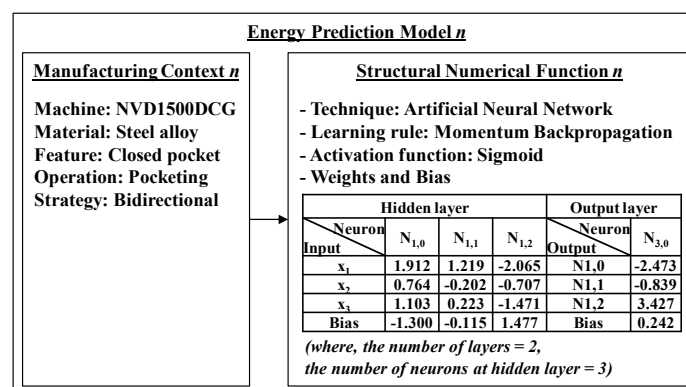 Energy Prediction Model n
Manufacturing Context n
Machine: NVD1500DCG
Material: Steel alloy
Feature: Closed pocket
Operation: Pocketing
Strategy: Bidirectional
Structural Numerical Function n
- Technique: Artificial Neural Network
- Learning rule: Momentum Backpropagation
- Activation function: Sigmoid
- Weights and Bias
Hidden layer Output layer
Neuron Input N1,0 N1,1 N1,2 Neuron Output N3,0
x1 1.912 1.219 -2.065 N1,0 -2.473
x2 0.764 -0.202 -0.707 N1,1 -0.839
x3 1.103 0.223 -1.471 N1,2 3.427
Bias -1.300 -0.115 1.477 Bias 0.242
(where, the number of layers = 2,
the number of neurons at hidden layer = 3)